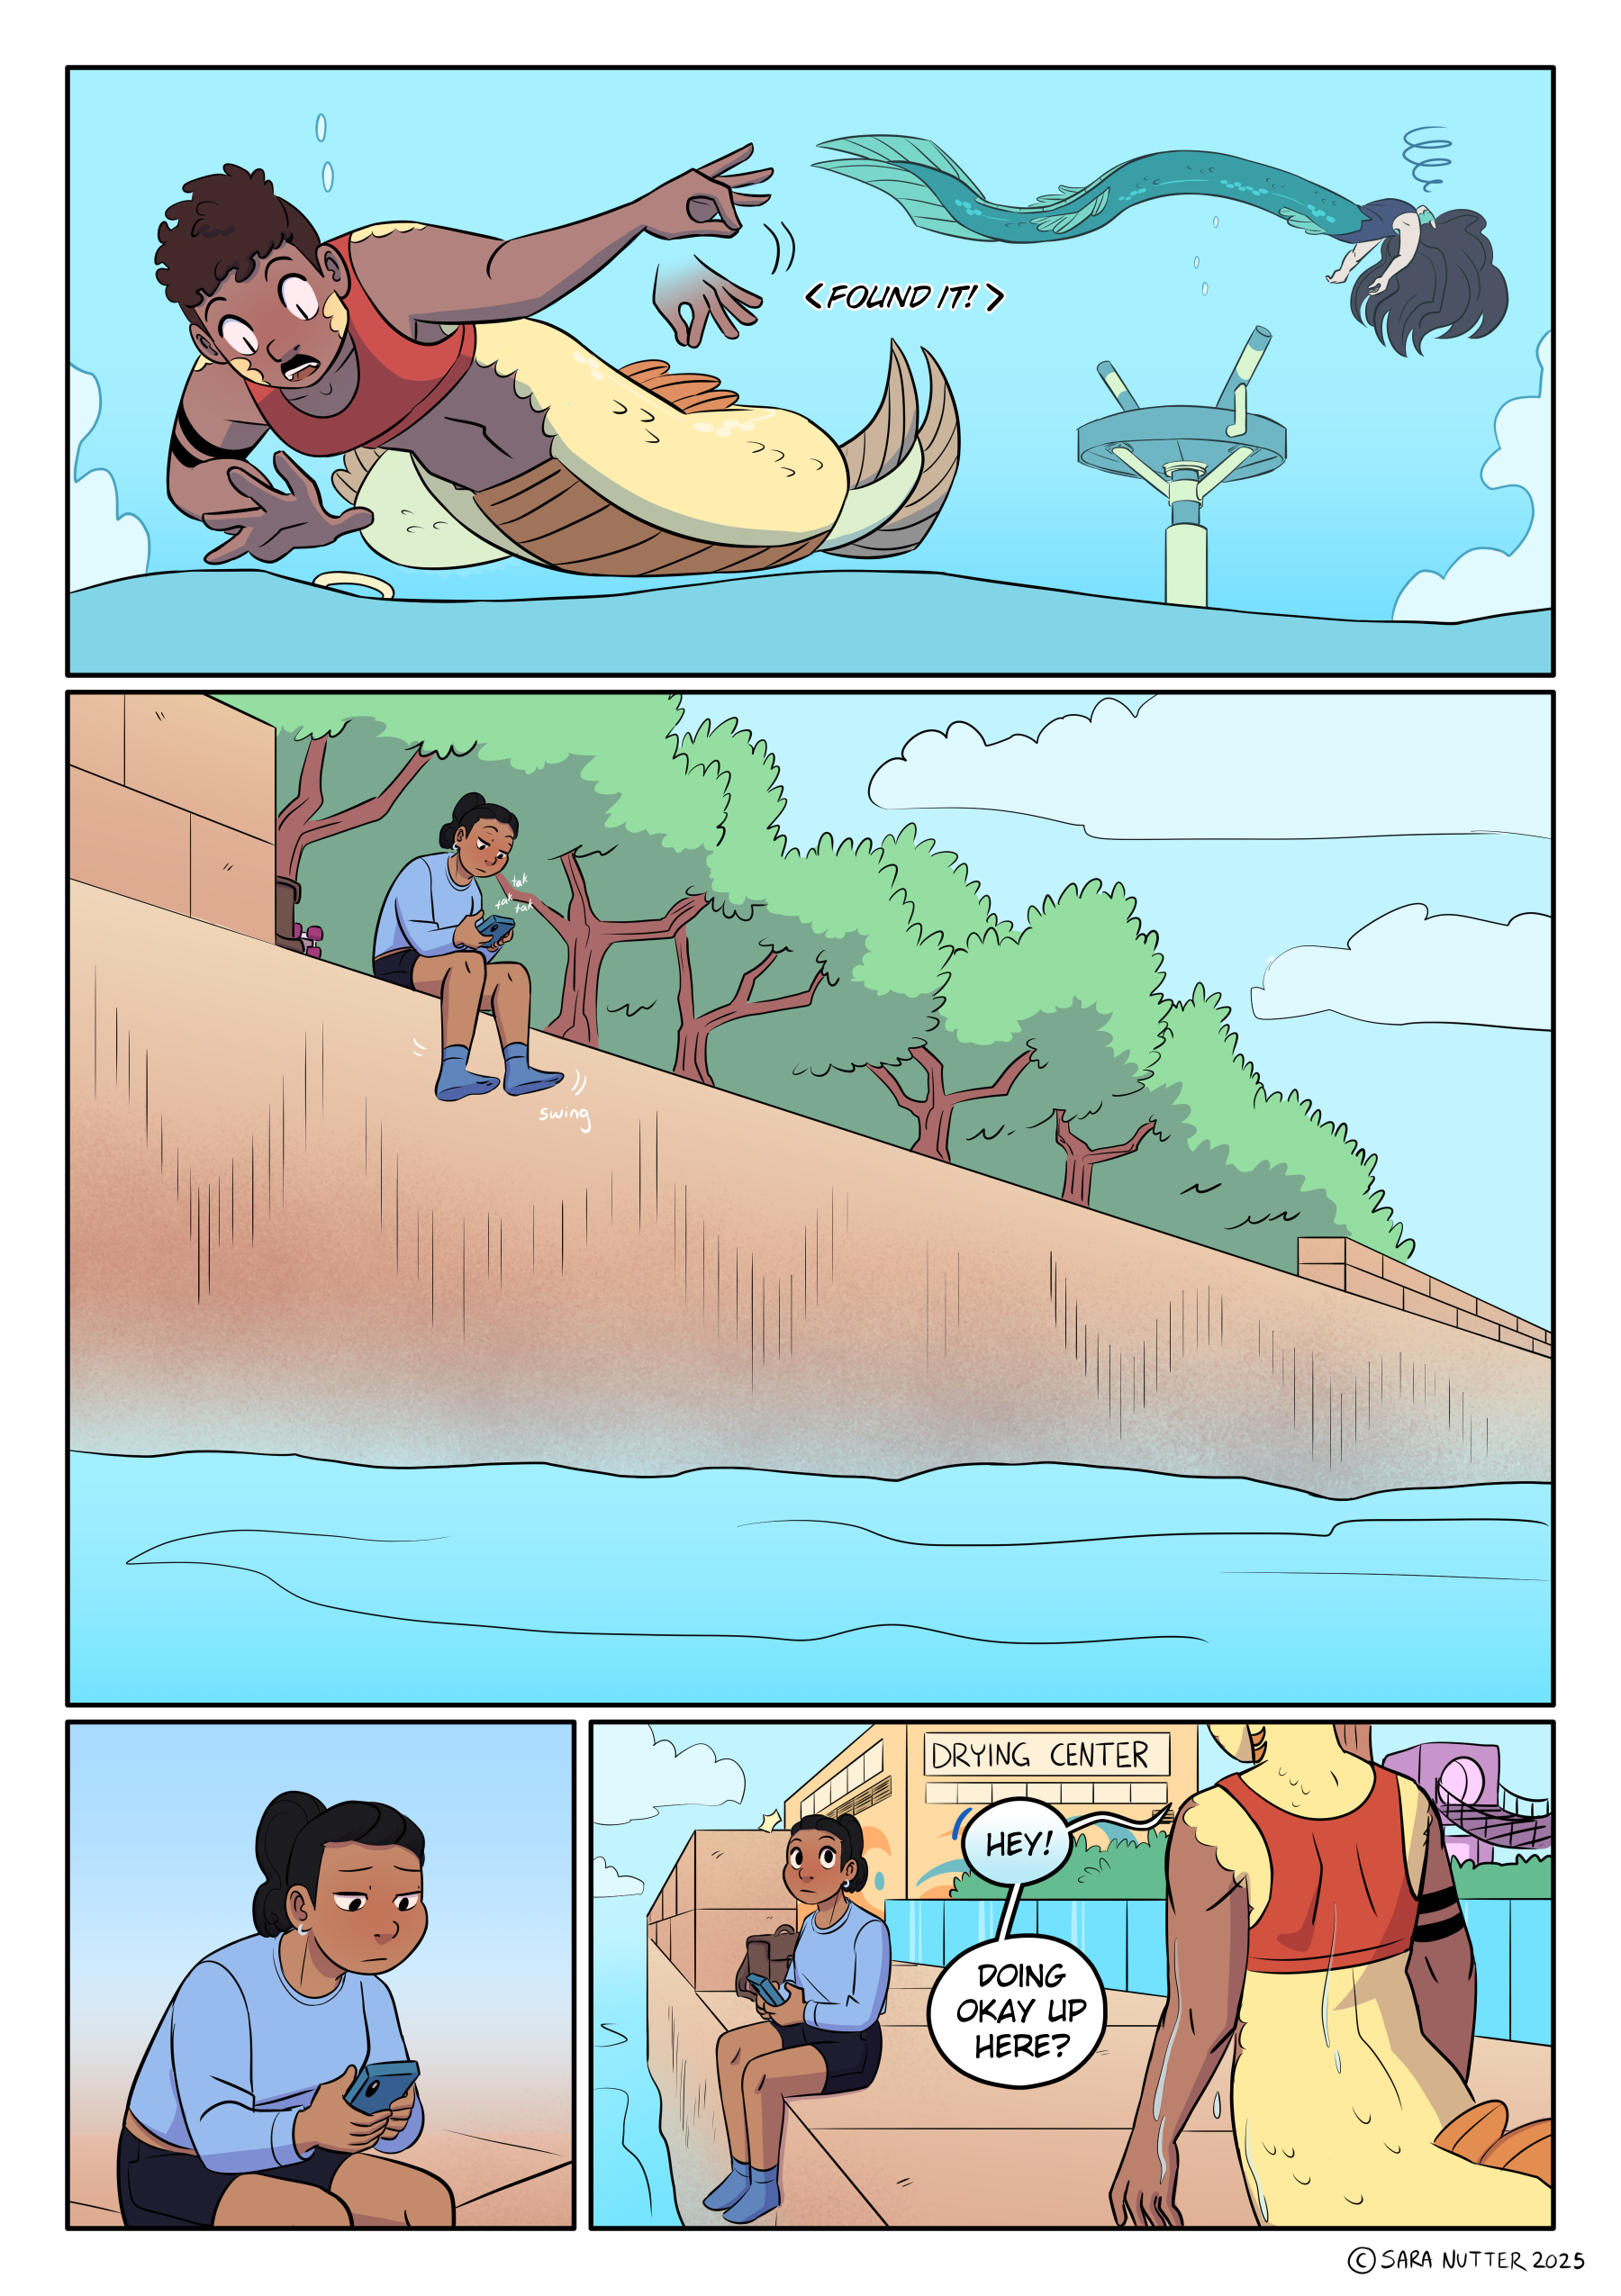 <FOUND IT!>
tak
tak
tak
swing
DRYING CENTER
HEY!
DOING
OKAY UP
HERE?
© SARA NUTTER 2025